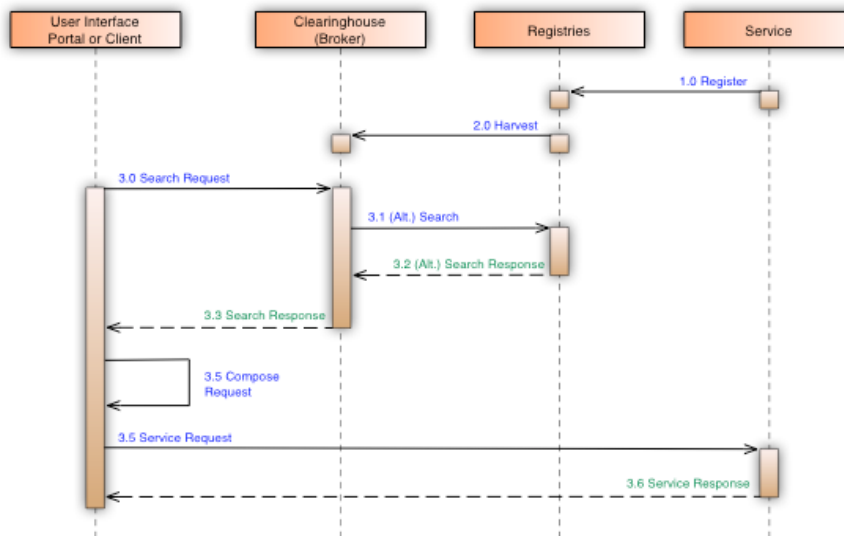 User Interface
Portal or Client
Clearinghouse
(Broker)
Registries
Service
1.0 Register
2.0 Harvest
3.0 Search Request
3.1 (Alt.) Search
3.2 (Alt.) Search Response
3.3 Search Response
3.5 Compose
Request
3.5 Service Request
3.6 Service Response